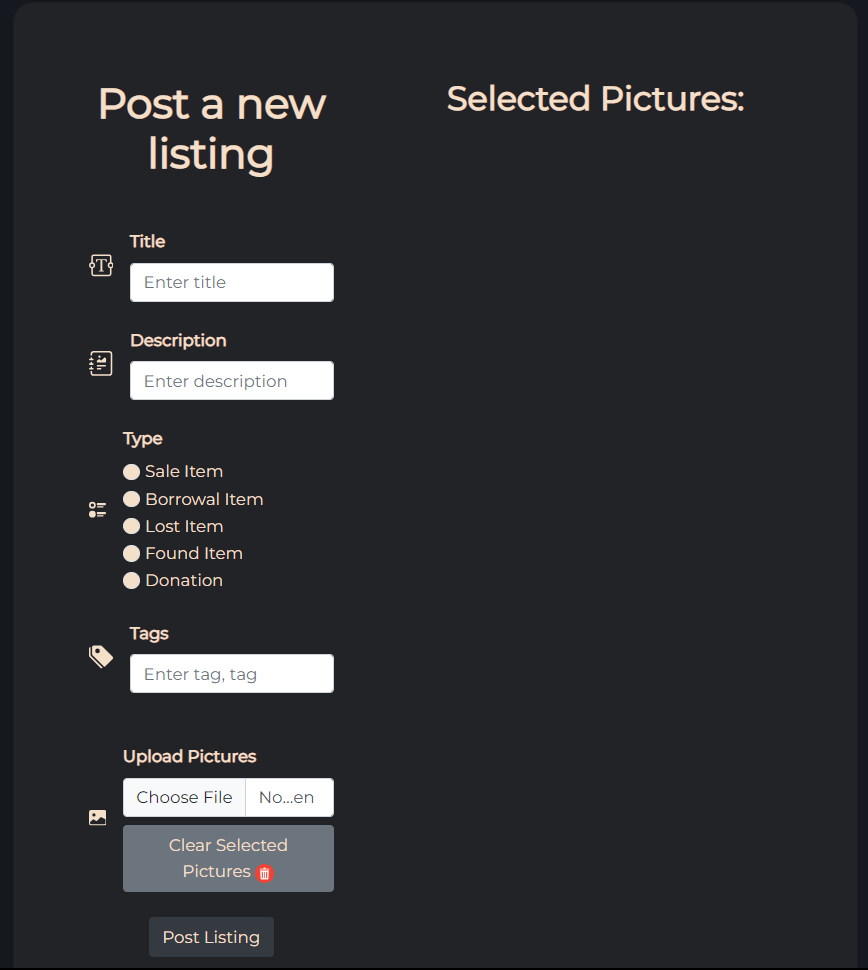 Post a new
listing
Selected Pictures:
Title
Enter title
Description
Enter description
Type
Sale Item
Borrowal Item
Lost Item
Found Item
Donation
Tags
Enter tag, tag
Upload Pictures
Choose File No...en
Clear Selected
Pictures
Post Listing